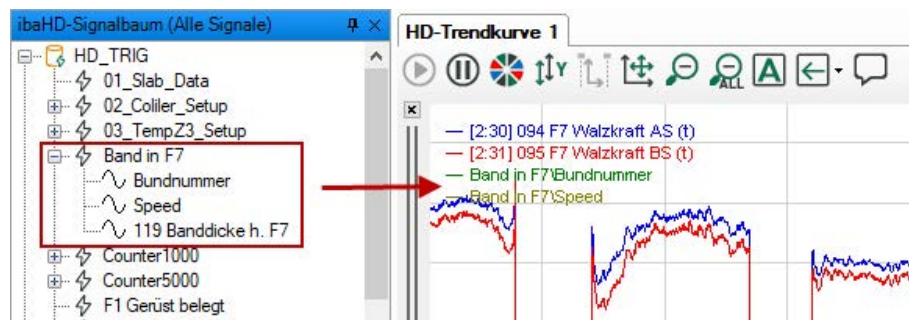 ibaHD-Signalbaum (Alle Signale)
HD_TRIG
01_Slab_Data
02_Coliler_Setup
03_TempZ3_Setup
Band in F7
Bundnummer
Speed
119 Banddicke h. F7
Counter1000
Counter5000
F1 Gerüst belegt
HD-Trendkurve 1
Y
ALL
A
[2:30] 094 F7 Walzkraft AS (t)
[2:31] 095 F7 Walzkraft BS (t)
Band in F7\Bundnummer
Band in F7\Speed